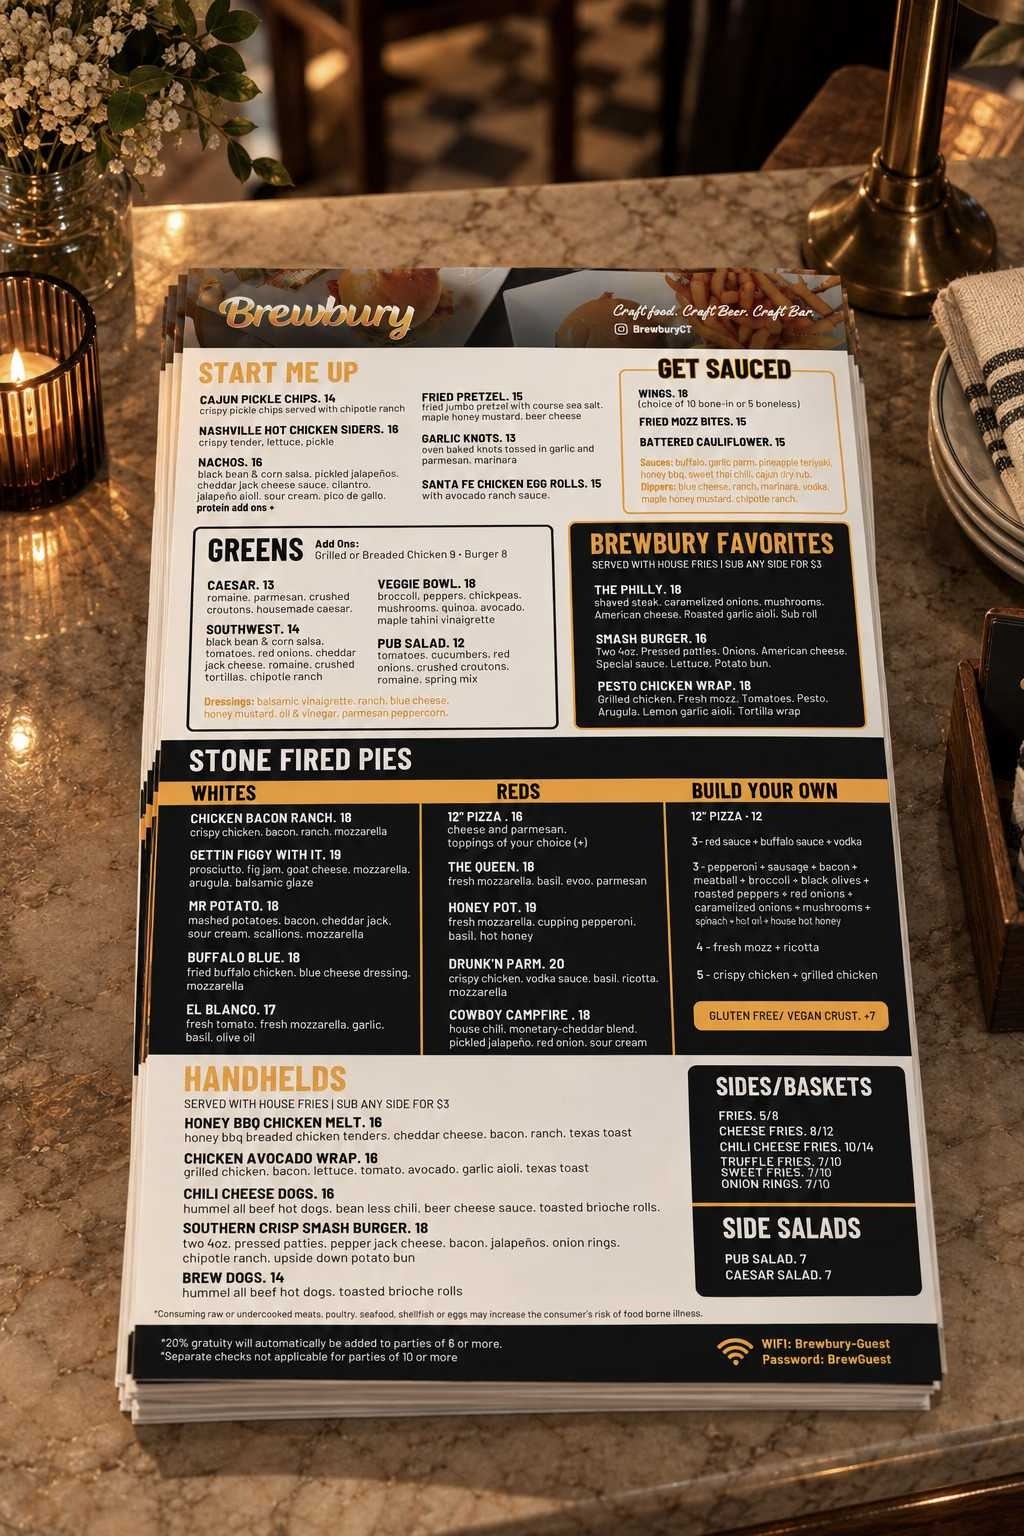 Brewbury
Craft food. Craft Beer. Craft Bar.
BrewburyCT
START ME UP
CAJUN PICKLE CHIPS. 14
crispy pickle chips served with chipotle ranch
NASHVILLE HOT CHICKEN SIDERS. 16
crispy tender, lettuce, pickle
NACHOS. 16
black bean & corn salsa. pickled jalapeños.
cheddar jack cheese sauce. cilantro.
jalapeño aioli. sour cream. pico de gallo.
protein add ons +
FRIED PRETZEL. 15
fried jumbo pretzel with course sea salt.
maple honey mustard. beer cheese
GARLIC KNOTS. 13
oven baked knots tossed in garlic and
parmesan. marinara
SANTA FE CHICKEN EGG ROLLS. 15
with avocado ranch sauce.
GET SAUCED
WINGS. 18
(choice of 10 bone-in or 5 boneless)
FRIED MOZZ BITES. 15
BATTERED CAULIFLOWER. 15
Sauces: buffalo. garlic parm. pineapple teriyaki.
honey bbq. sweet thai chili. cajun dry rub.
Dippers: blue cheese. ranch. marinara. vodka.
maple honey mustard. chipotle ranch.
GREENS
Add Ons:
Grilled or Breaded Chicken 9 • Burger 8
CAESAR. 13
romaine. parmesan. crushed
croutons. housemade caesar.
SOUTHWEST. 14
black bean & corn salsa.
tomatoes. red onions. cheddar
jack cheese. romaine. crushed
tortillas. chipotle ranch
VEGGIE BOWL. 18
broccoli. peppers. chickpeas.
mushrooms. quinoa. avocado.
maple tahini vinaigrette
PUB SALAD. 12
tomatoes. cucumbers. red
onions. crushed croutons.
romaine. spring mix
Dressings: balsamic vinaigrette. ranch. blue cheese.
honey mustard. oil & vinegar. parmesan peppercorn.
BREWBURY FAVORITES
SERVED WITH HOUSE FRIES | SUB ANY SIDE FOR $3
THE PHILLY. 18
shaved steak. caramelized onions. mushrooms.
American cheese. Roasted garlic aioli. Sub roll
SMASH BURGER. 16
Two 4oz. Pressed patties. Onions. American cheese.
Special sauce. Lettuce. Potato bun.
PESTO CHICKEN WRAP. 18
Grilled chicken. Fresh mozz. Tomatoes. Pesto.
Arugula. Lemon garlic aioli. Tortilla wrap
STONE FIRED PIES
WHITES
CHICKEN BACON RANCH. 18
crispy chicken. bacon. ranch. mozzarella
GETTIN FIGGY WITH IT. 19
prosciutto. fig jam. goat cheese. mozzarella.
arugula. balsamic glaze
MR POTATO. 18
mashed potatoes. bacon. cheddar jack.
sour cream. scallions. mozzarella
BUFFALO BLUE. 18
fried buffalo chicken. blue cheese dressing.
mozzarella
EL BLANCO. 17
fresh tomato. fresh mozzarella. garlic.
basil. olive oil
REDS
12" PIZZA . 16
cheese and parmesan.
toppings of your choice (+)
THE QUEEN. 18
fresh mozzarella. basil. evoo. parmesan
HONEY POT. 19
fresh mozzarella. cupping pepperoni.
basil. hot honey
DRUNK'N PARM. 20
crispy chicken. vodka sauce. basil. ricotta.
mozzarella
COWBOY CAMPFIRE . 18
house chili. monetary-cheddar blend.
pickled jalapeño. red onion. sour cream
BUILD YOUR OWN
12" PIZZA • 12
3- red sauce + buffalo sauce + vodka
3 - pepperoni + sausage + bacon +
meatball + broccoli + black olives +
roasted peppers + red onions +
caramelized onions + mushrooms +
spinach + hot oil + house hot honey
4 - fresh mozz + ricotta
5 - crispy chicken + grilled chicken
GLUTEN FREE/ VEGAN CRUST. +7
HANDHELDS
SERVED WITH HOUSE FRIES | SUB ANY SIDE FOR $3
HONEY BBQ CHICKEN MELT. 16
honey bbq breaded chicken tenders. cheddar cheese. bacon. ranch. texas toast
CHICKEN AVOCADO WRAP. 16
grilled chicken. bacon. lettuce. tomato. avocado. garlic aioli. texas toast
CHILI CHEESE DOGS. 16
hummel all beef hot dogs. bean less chili. beer cheese sauce. toasted brioche rolls.
SOUTHERN CRISP SMASH BURGER. 18
two 4oz. pressed patties. pepper jack cheese. bacon. jalapeños. onion rings.
chipotle ranch. upside down potato bun
BREW DOGS. 14
hummel all beef hot dogs. toasted brioche rolls
SIDES/BASKETS
FRIES. 5/8
CHEESE FRIES. 8/12
CHILI CHEESE FRIES. 10/14
TRUFFLE FRIES. 7/10
SWEET FRIES. 7/10
ONION RINGS. 7/10
SIDE SALADS
PUB SALAD. 7
CAESAR SALAD. 7
*Consuming raw or undercooked meats, poultry, seafood, shellfish or eggs may increase the consumer's risk of food borne illness.
*20% gratuity will automatically be added to parties of 6 or more.
*Separate checks not applicable for parties of 10 or more
WIFI: Brewbury-Guest
Password: BrewGuest